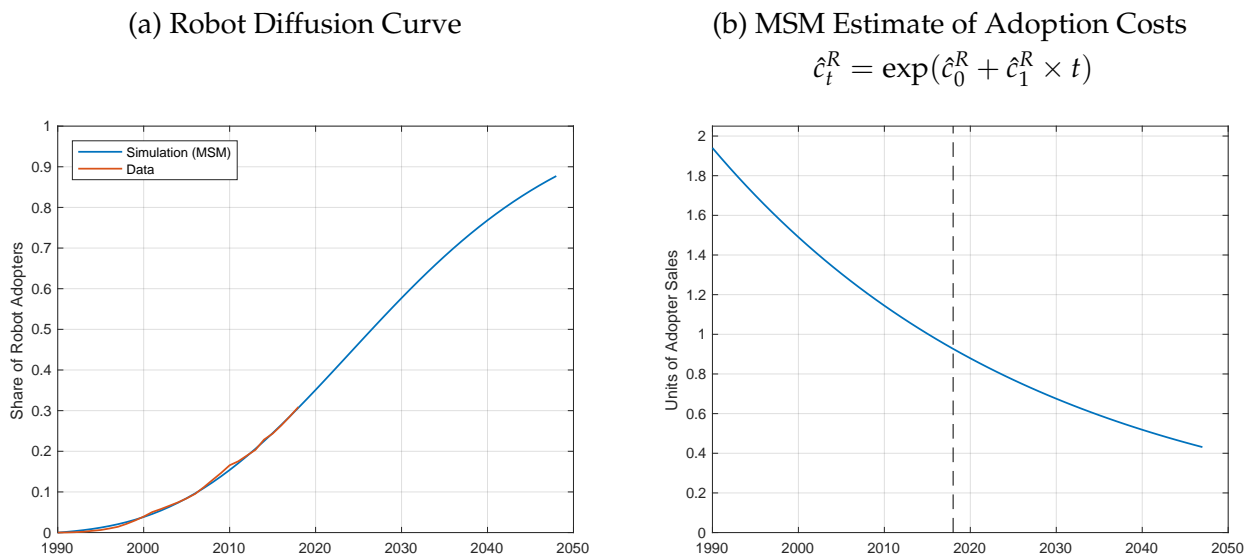 (a) Robot Diffusion Curve
1
0.9
0.8
0.7
0.6
0.5
0.4
0.3
0.2
0.1
0
Share of Robot Adopters
Simulation (MSM)
Data
1990 2000 2010 2020 2030 2040 2050
(b) MSM Estimate of Adoption Costs
ĉ_t^R = exp(ĉ_0^R + ĉ_1^R × t)
2
1.8
1.6
1.4
1.2
1
0.8
0.6
0.4
0.2
0
Units of Adopter Sales
1990 2000 2010 2020 2030 2040 2050